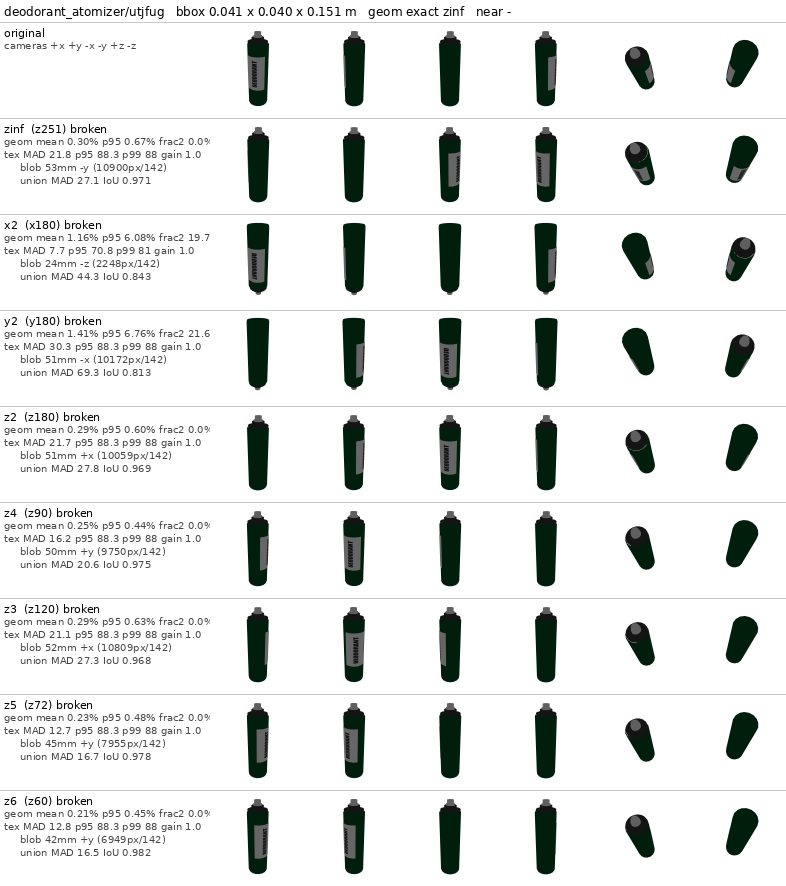 deodorant_atomizer/utjfug   bbox 0.041 x 0.040 x 0.151 m   geom exact zinf   near -
original
cameras +x +y -x -y +z -z
DEODORANT
zinf (z251) broken
geom mean 0.30% p95 0.67% frac2 0.0%
tex MAD 21.8 p95 88.3 p99 88 gain 1.0
blob 53mm -y (10900px/142)
union MAD 27.1 IoU 0.971
DEODORANT
DEODORANT
x2 (x180) broken
geom mean 1.16% p95 6.08% frac2 19.7
tex MAD 7.7 p95 70.8 p99 81 gain 1.0
blob 24mm -z (2248px/142)
union MAD 44.3 IoU 0.843
DEODORANT
y2 (y180) broken
geom mean 1.41% p95 6.76% frac2 21.6
tex MAD 30.3 p95 88.3 p99 88 gain 1.0
blob 51mm -x (10172px/142)
union MAD 69.3 IoU 0.813
DEODORANT
z2 (z180) broken
geom mean 0.29% p95 0.60% frac2 0.0%
tex MAD 21.7 p95 88.3 p99 88 gain 1.0
blob 51mm +x (10059px/142)
union MAD 27.8 IoU 0.969
DEODORANT
z4 (z90) broken
geom mean 0.25% p95 0.44% frac2 0.0%
tex MAD 16.2 p95 88.3 p99 88 gain 1.0
blob 50mm +y (9750px/142)
union MAD 20.6 IoU 0.975
DEODORANT
z3 (z120) broken
geom mean 0.29% p95 0.63% frac2 0.0%
tex MAD 21.1 p95 88.3 p99 88 gain 1.0
blob 52mm +x (10809px/142)
union MAD 27.3 IoU 0.968
DEODORANT
z5 (z72) broken
geom mean 0.23% p95 0.48% frac2 0.0%
tex MAD 12.7 p95 88.3 p99 88 gain 1.0
blob 45mm +y (7955px/142)
union MAD 16.7 IoU 0.978
DEODORANT
DEODORANT
z6 (z60) broken
geom mean 0.21% p95 0.45% frac2 0.0%
tex MAD 12.8 p95 88.3 p99 88 gain 1.0
blob 42mm +y (6949px/142)
union MAD 16.5 IoU 0.982
DEODORANT
DEODORANT